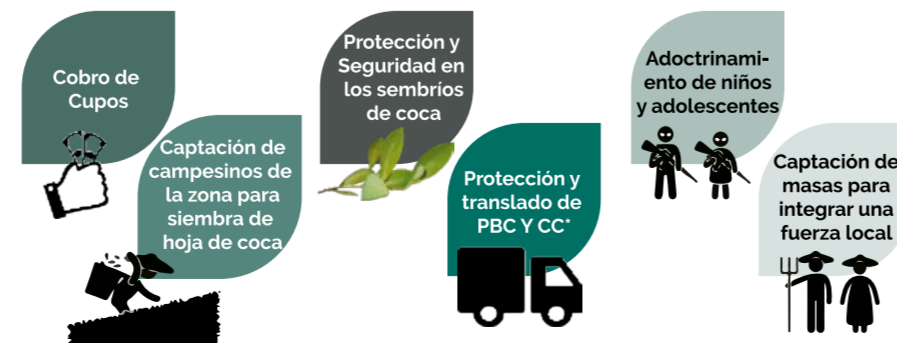 Cobro de
Cupos
Captación de
campesinos de
la zona para
siembra de
hoja de coca
Protección y
Seguridad en
los sembríos
de coca
Protección y
translado de
PBC Y CC*
Adoctrinami-
ento de niños
y adolescentes
Captación de
masas para
integrar una
fuerza local